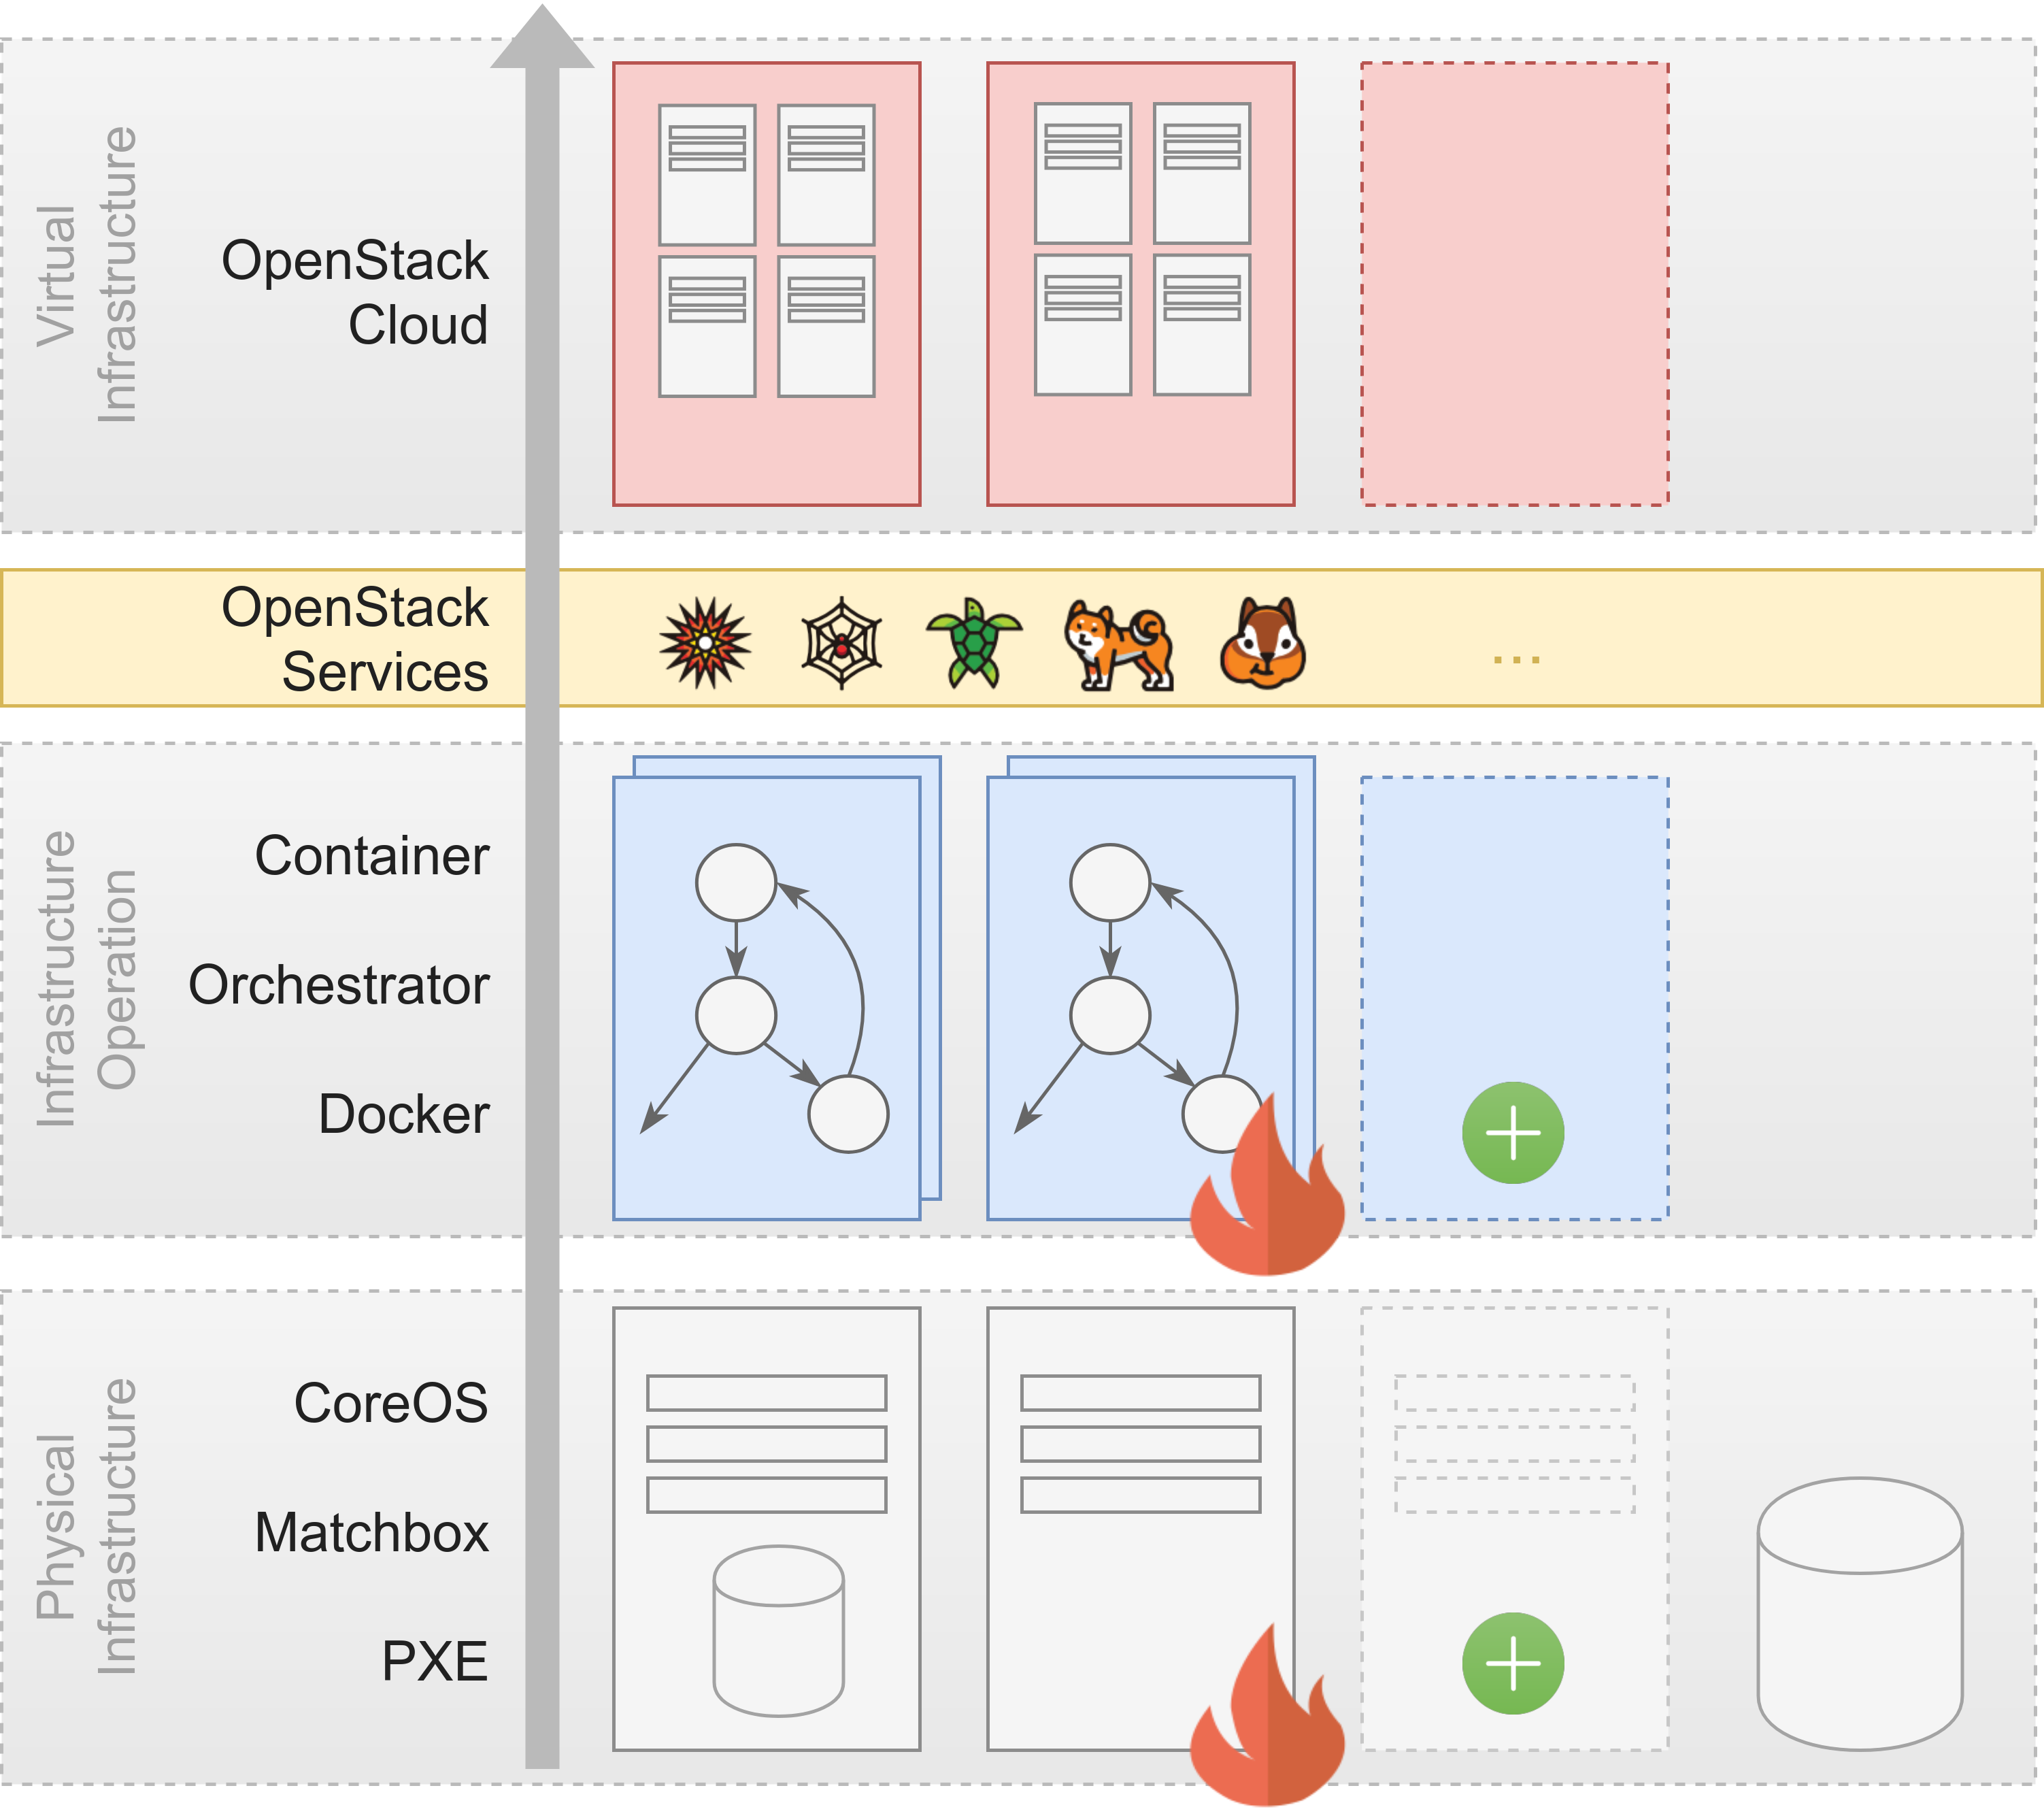 Virtual
Infrastructure
OpenStack
Cloud
OpenStack
Services
...
Infrastructure
Operation
Container
Orchestrator
Docker
Physical
Infrastructure
CoreOS
Matchbox
PXE